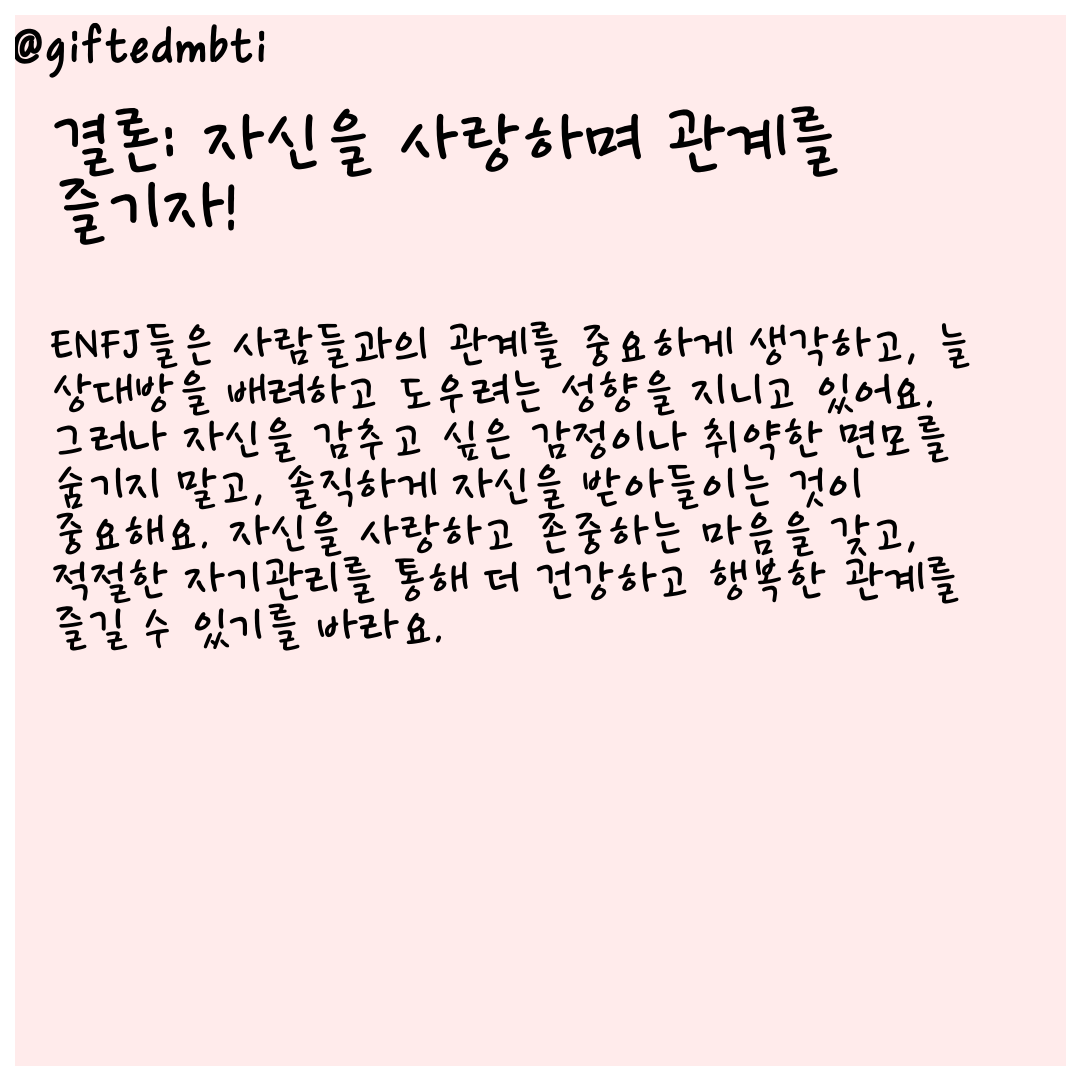 @giftedmbti
결론: 자신을 사랑하며 관계를
즐기자!
ENFJ들은 사람들과의 관계를 중요하게 생각하고, 늘
상대방을 배려하고 도우려는 성향을 지니고 있어요.
그러나 자신을 감추고 싶은 감정이나 취약한 면모를
숨기지 말고, 솔직하게 자신을 받아들이는 것이
중요해요. 자신을 사랑하고 존중하는 마음을 갖고,
적절한 자기관리를 통해 더 건강하고 행복한 관계를
즐길 수 있기를 바라요.